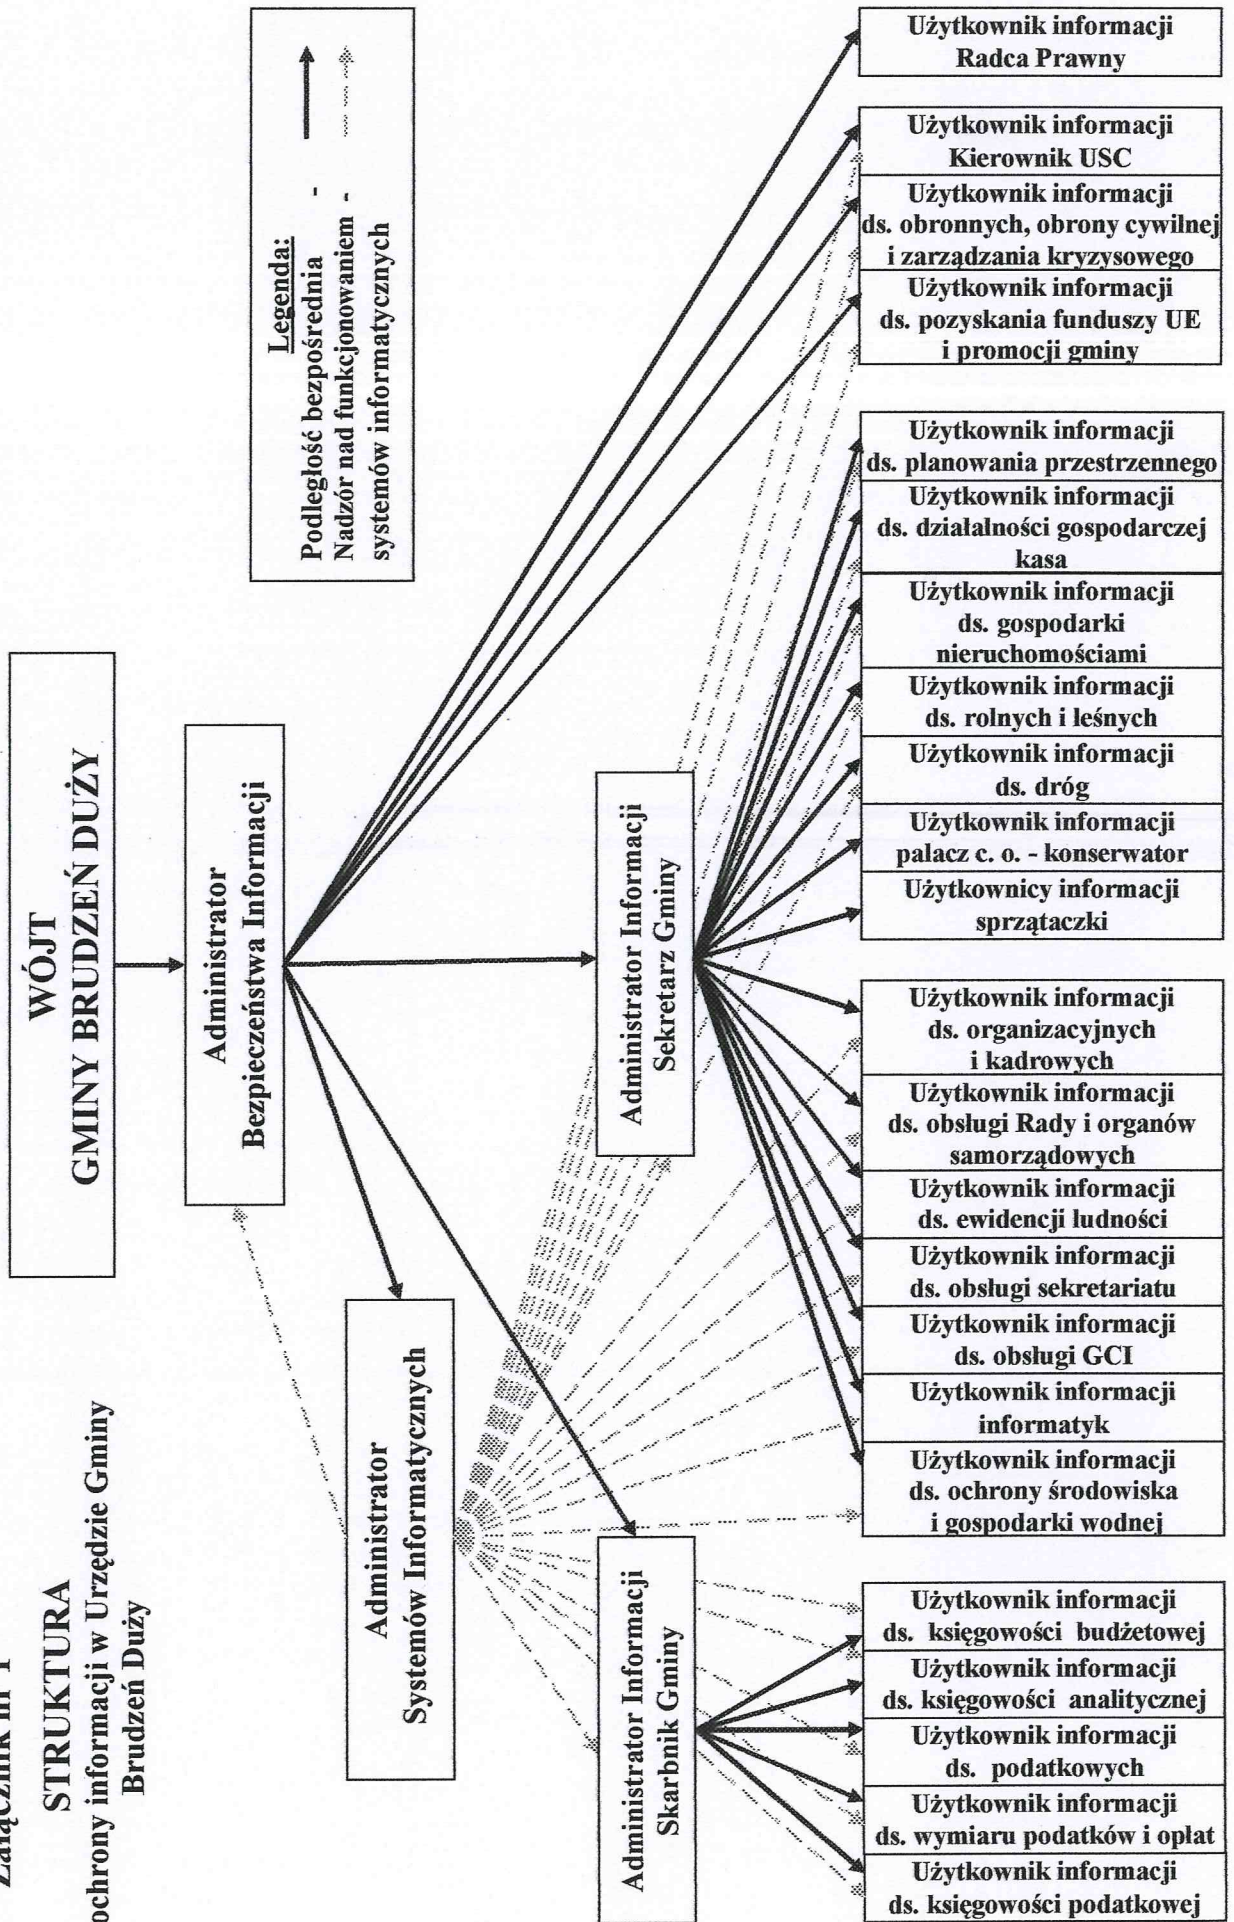 Załącznik nr 1
STRUKTURA
ochrony informacji w Urzędzie Gminy
Brudzeń Duży
WÓJT
GMINY BRUDZEŃ DUŻY
Legenda:
Podległość bezpośrednia -
Nadzór nad funkcjonowaniem -
systemów informatycznych
Administrator
Bezpieczeństwa Informacji
Administrator
Systemów Informatycznych
Administrator Informacji
Skarbnik Gminy
Administrator Informacji
Sekretarz Gminy
Użytkownik informacji
Radca Prawny
Użytkownik informacji
Kierownik USC
Użytkownik informacji
ds. obronnych, obrony cywilnej
i zarządzania kryzysowego
Użytkownik informacji
ds. pozyskania funduszy UE
i promocji gminy
Użytkownik informacji
ds. planowania przestrzennego
Użytkownik informacji
ds. działalności gospodarczej
kasa
Użytkownik informacji
ds. gospodarki
nieruchomościami
Użytkownik informacji
ds. rolnych i leśnych
Użytkownik informacji
ds. dróg
Użytkownik informacji
palacz c. o. - konserwator
Użytkownicy informacji
sprzątaczki
Użytkownik informacji
ds. organizacyjnych
i kadrowych
Użytkownik informacji
ds. obsługi Rady i organów
samorządowych
Użytkownik informacji
ds. ewidencji ludności
Użytkownik informacji
ds. obsługi sekretariatu
Użytkownik informacji
ds. obsługi GCI
Użytkownik informacji
informatyk
Użytkownik informacji
ds. ochrony środowiska
i gospodarki wodnej
Użytkownik informacji
ds. księgowości budżetowej
Użytkownik informacji
ds. księgowości analitycznej
Użytkownik informacji
ds. podatkowych
Użytkownik informacji
ds. wymiaru podatków i opłat
Użytkownik informacji
ds. księgowości podatkowej